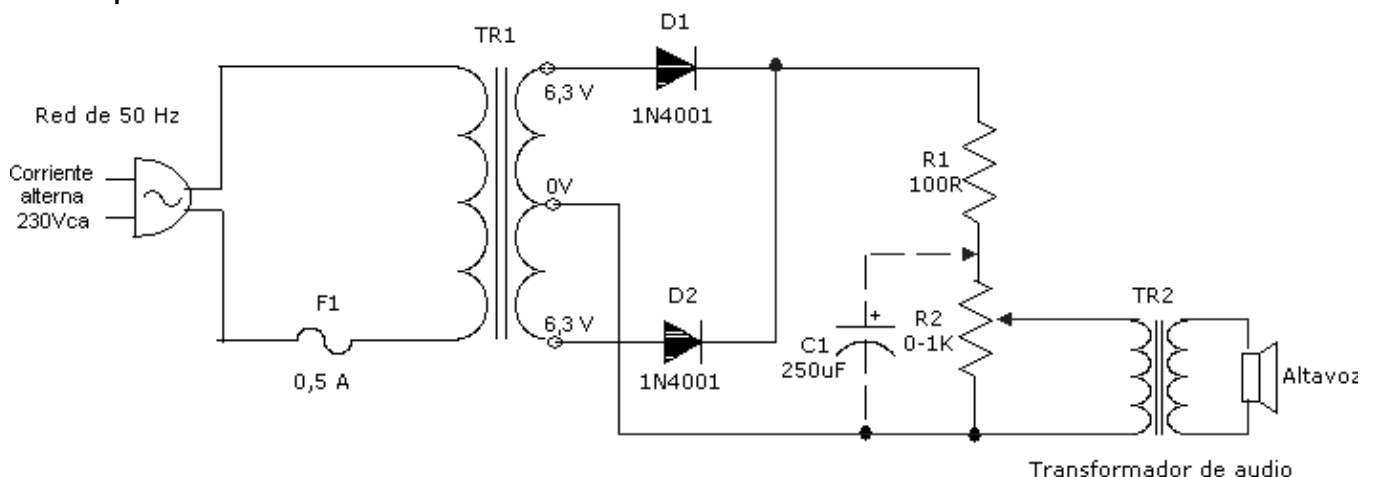 TR1
D1
6,3 V
1N4001
Red de 50 Hz
Corriente
alterna
230Vca
R1
100R
0V
F1
0,5 A
D2
6,3 V
1N4001
+
C1
250uF
R2
0-1K
TR2
Altavoz
Transformador de audio